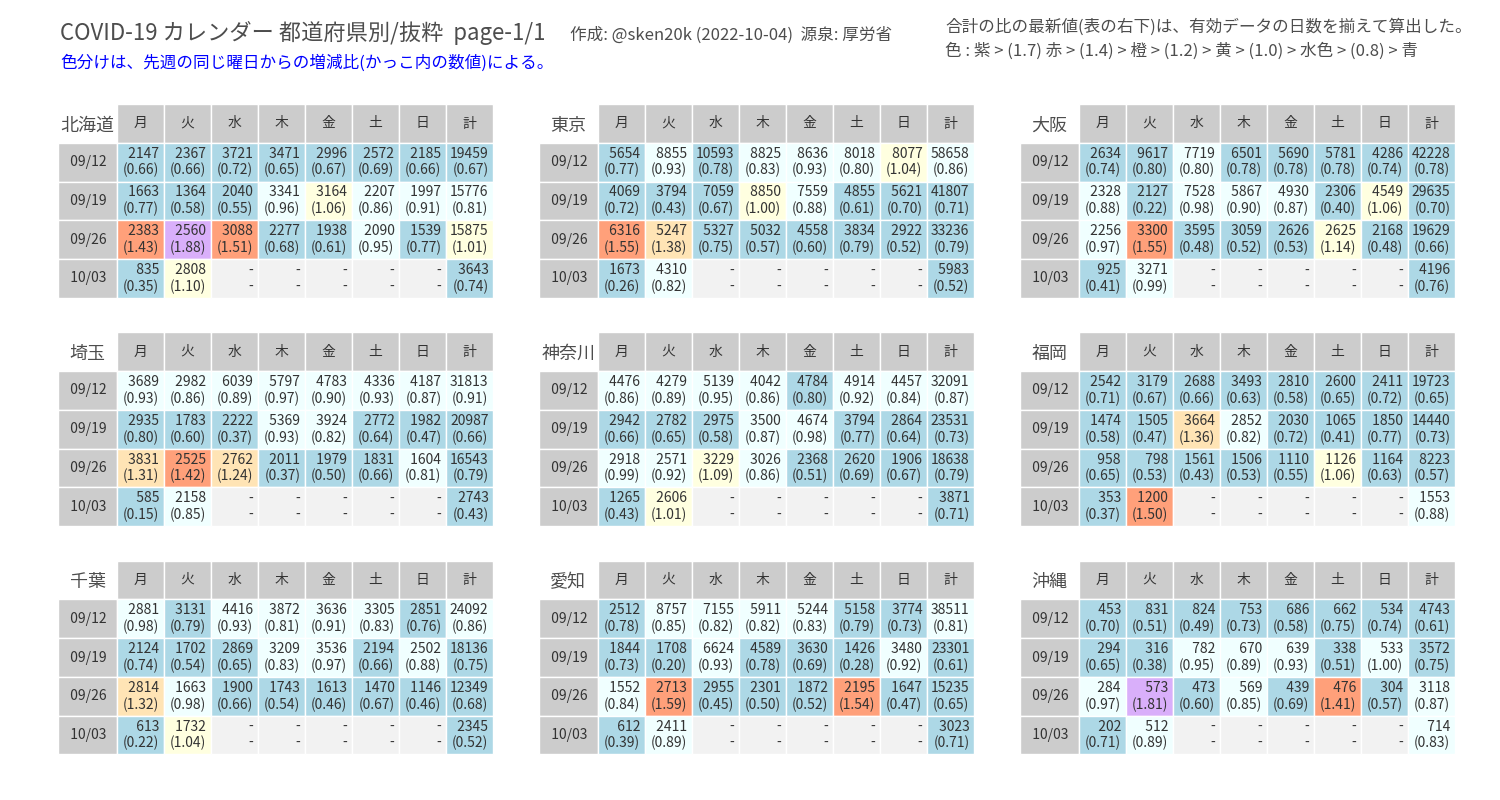 COVID-19 カレンダー 都道府県別/抜粋 page-1/1 作成: @sken20k (2022-10-04) 源泉: 厚労省
色分けは、先週の同じ曜日からの増減比(かっこ内の数値)による。
合計の比の最新値(表の右下)は、有効データの日数を揃えて算出した。
色 : 紫 > (1.7) 赤 > (1.4) > 橙 > (1.2) > 黄 > (1.0) > 水色 > (0.8) > 青
北海道 月 火 水 木 金 土 日 計
09/12 2147 2367 3721 3471 2996 2572 2185 19459
(0.66) (0.66) (0.72) (0.65) (0.67) (0.69) (0.66) (0.67)
09/19 1663 1364 2040 3341 3164 2207 1997 15776
(0.77) (0.58) (0.55) (0.96) (1.06) (0.86) (0.91) (0.81)
09/26 2383 2560 3088 2277 1938 2090 1539 15875
(1.43) (1.88) (1.51) (0.68) (0.61) (0.95) (0.77) (1.01)
10/03 835 2808 - - - - - 3643
(0.35) (1.10) - - - - - (0.74)
東京 月 火 水 木 金 土 日 計
09/12 5654 8855 10593 8825 8636 8018 8077 58658
(0.77) (0.93) (0.78) (0.83) (0.93) (0.80) (1.04) (0.86)
09/19 4069 3794 7059 8850 7559 4855 5621 41807
(0.72) (0.43) (0.67) (1.00) (0.88) (0.61) (0.70) (0.71)
09/26 6316 5247 5327 5032 4558 3834 2922 33236
(1.55) (1.38) (0.75) (0.57) (0.60) (0.79) (0.52) (0.79)
10/03 1673 4310 - - - - - 5983
(0.26) (0.82) - - - - - (0.52)
大阪 月 火 水 木 金 土 日 計
09/12 2634 9617 7719 6501 5690 5781 4286 42228
(0.74) (0.80) (0.80) (0.78) (0.78) (0.78) (0.74) (0.78)
09/19 2328 2127 7528 5867 4930 2306 4549 29635
(0.88) (0.22) (0.98) (0.90) (0.87) (0.40) (1.06) (0.70)
09/26 2256 3300 3595 3059 2626 2625 2168 19629
(0.97) (1.55) (0.48) (0.52) (0.53) (1.14) (0.48) (0.66)
10/03 925 3271 - - - - - 4196
(0.41) (0.99) - - - - - (0.76)
埼玉 月 火 水 木 金 土 日 計
09/12 3689 2982 6039 5797 4783 4336 4187 31813
(0.93) (0.86) (0.89) (0.97) (0.90) (0.93) (0.87) (0.91)
09/19 2935 1783 2222 5369 3924 2772 1982 20987
(0.80) (0.60) (0.37) (0.93) (0.82) (0.64) (0.47) (0.66)
09/26 3831 2525 2762 2011 1979 1831 1604 16543
(1.31) (1.42) (1.24) (0.37) (0.50) (0.66) (0.81) (0.79)
10/03 585 2158 - - - - - 2743
(0.15) (0.85) - - - - - (0.43)
神奈川 月 火 水 木 金 土 日 計
09/12 4476 4279 5139 4042 4784 4914 4457 32091
(0.86) (0.89) (0.95) (0.86) (0.80) (0.92) (0.84) (0.87)
09/19 2942 2782 2975 3500 4674 3794 2864 23531
(0.66) (0.65) (0.58) (0.87) (0.98) (0.77) (0.64) (0.73)
09/26 2918 2571 3229 3026 2368 2620 1906 18638
(0.99) (0.92) (1.09) (0.86) (0.51) (0.69) (0.67) (0.79)
10/03 1265 2606 - - - - - 3871
(0.43) (1.01) - - - - - (0.71)
福岡 月 火 水 木 金 土 日 計
09/12 2542 3179 2688 3493 2810 2600 2411 19723
(0.71) (0.67) (0.66) (0.63) (0.58) (0.65) (0.72) (0.65)
09/19 1474 1505 3664 2852 2030 1065 1850 14440
(0.58) (0.47) (1.36) (0.82) (0.72) (0.41) (0.77) (0.73)
09/26 958 798 1561 1506 1110 1126 1164 8223
(0.65) (0.53) (0.43) (0.53) (0.55) (1.06) (0.63) (0.57)
10/03 353 1200 - - - - - 1553
(0.37) (1.50) - - - - - (0.88)
千葉 月 火 水 木 金 土 日 計
09/12 2881 3131 4416 3872 3636 3305 2851 24092
(0.98) (0.79) (0.93) (0.81) (0.91) (0.83) (0.76) (0.86)
09/19 2124 1702 2869 3209 3536 2194 2502 18136
(0.74) (0.54) (0.65) (0.83) (0.97) (0.66) (0.88) (0.75)
09/26 2814 1663 1900 1743 1613 1470 1146 12349
(1.32) (0.98) (0.66) (0.54) (0.46) (0.67) (0.46) (0.68)
10/03 613 1732 - - - - - 2345
(0.22) (1.04) - - - - - (0.52)
愛知 月 火 水 木 金 土 日 計
09/12 2512 8757 7155 5911 5244 5158 3774 38511
(0.78) (0.85) (0.82) (0.82) (0.83) (0.79) (0.73) (0.81)
09/19 1844 1708 6624 4589 3630 1426 3480 23301
(0.73) (0.20) (0.93) (0.78) (0.69) (0.28) (0.92) (0.61)
09/26 1552 2713 2955 2301 1872 2195 1647 15235
(0.84) (1.59) (0.45) (0.50) (0.52) (1.54) (0.47) (0.65)
10/03 612 2411 - - - - - 3023
(0.39) (0.89) - - - - - (0.71)
沖縄 月 火 水 木 金 土 日 計
09/12 453 831 824 753 686 662 534 4743
(0.70) (0.51) (0.49) (0.73) (0.58) (0.75) (0.74) (0.61)
09/19 294 316 782 670 639 338 533 3572
(0.65) (0.38) (0.95) (0.89) (0.93) (0.51) (1.00) (0.75)
09/26 284 573 473 569 439 476 304 3118
(0.97) (1.81) (0.60) (0.85) (0.69) (1.41) (0.57) (0.87)
10/03 202 512 - - - - - 714
(0.71) (0.89) - - - - - (0.83)